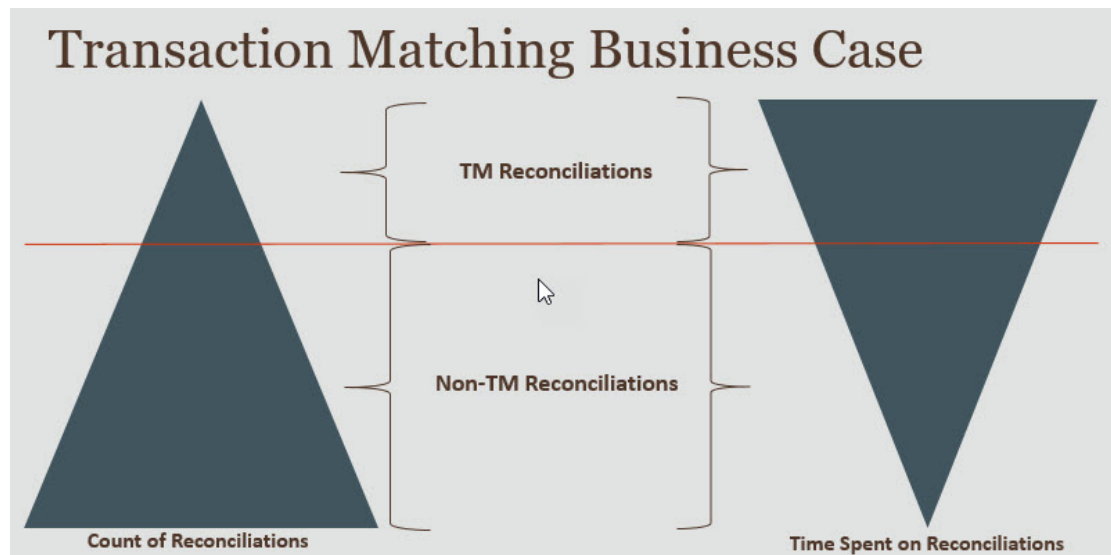 Transaction Matching Business Case
TM Reconciliations
Non-TM Reconciliations
Count of Reconciliations
Time Spent on Reconciliations